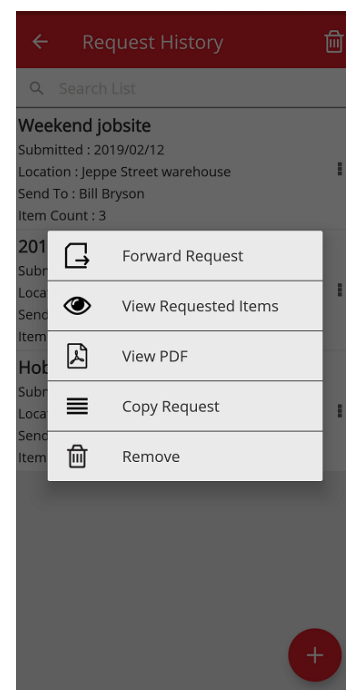 Request History
Search List
Weekend jobsite
Submitted : 2019/02/12
Location : Jeppe Street warehouse
Send To : Bill Bryson
Item Count : 3
201
Subm
Loca
Send
Item
Forward Request
View Requested Items
View PDF
Copy Request
Remove
Hob
Subm
Loca
Send
Item